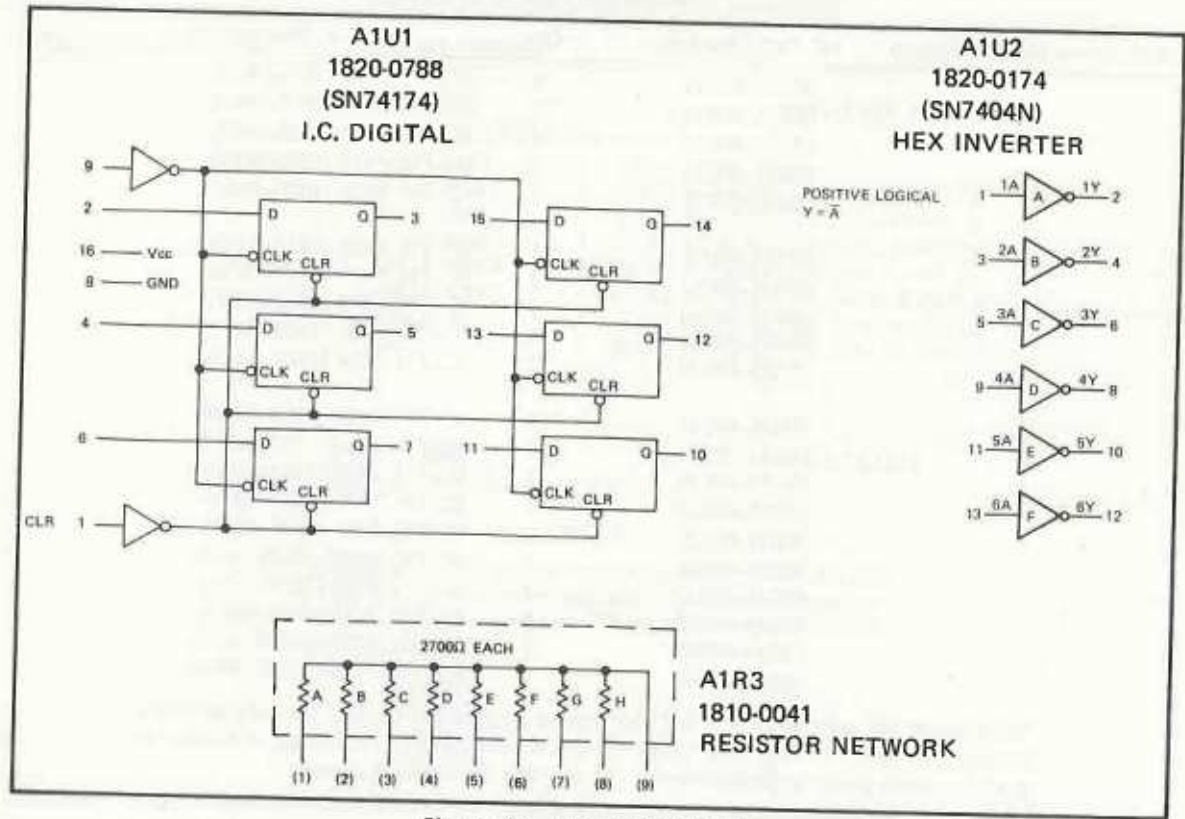 A1U1
1820-0788
(SN74174)
I.C. DIGITAL
A1U2
1820-0174
(SN7404N)
HEX INVERTER
POSITIVE LOGICAL
Y = A̅
9
2
16 Vcc
8 GND
4
6
CLR 1
D Q 3
CLK CLR
D Q 5
CLK CLR
D Q 7
CLK CLR
15 D Q 14
CLK CLR
13 D Q 12
CLK CLR
11 D Q 10
CLK CLR
1 1A A 1Y 2
3 2A B 2Y 4
5 3A C 3Y 6
9 4A D 4Y 8
11 5A E 5Y 10
13 6A F 6Y 12
2700Ω EACH
A B C D E F G H
(1) (2) (3) (4) (5) (6) (7) (8) (9)
A1R3
1810-0041
RESISTOR NETWORK